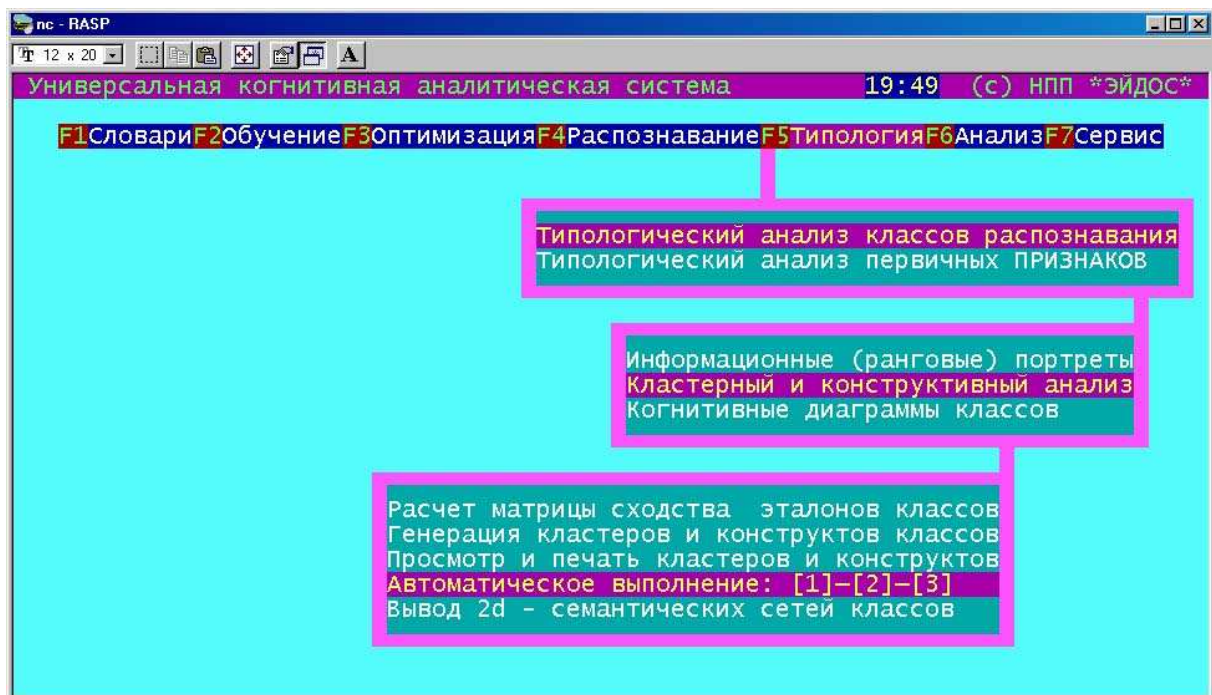 nc - RASP
12 x 20 A
Универсальная когнитивная аналитическая система 19:49 (с) НПП *ЭЙДОС*
F1Словари F2Обучение F3Оптимизация F4Распознавание F5Типология F6Анализ F7Сервис
Типологический анализ классов распознавания
Типологический анализ первичных ПРИЗНАКОВ
Информационные (ранговые) портреты
Кластерный и конструктивный анализ
Когнитивные диаграммы классов
Расчет матрицы сходства эталонов классов
Генерация кластеров и конструктов классов
Просмотр и печать кластеров и конструктов
Автоматическое выполнение: [1]—[2]—[3]
Вывод 2d - семантических сетей классов